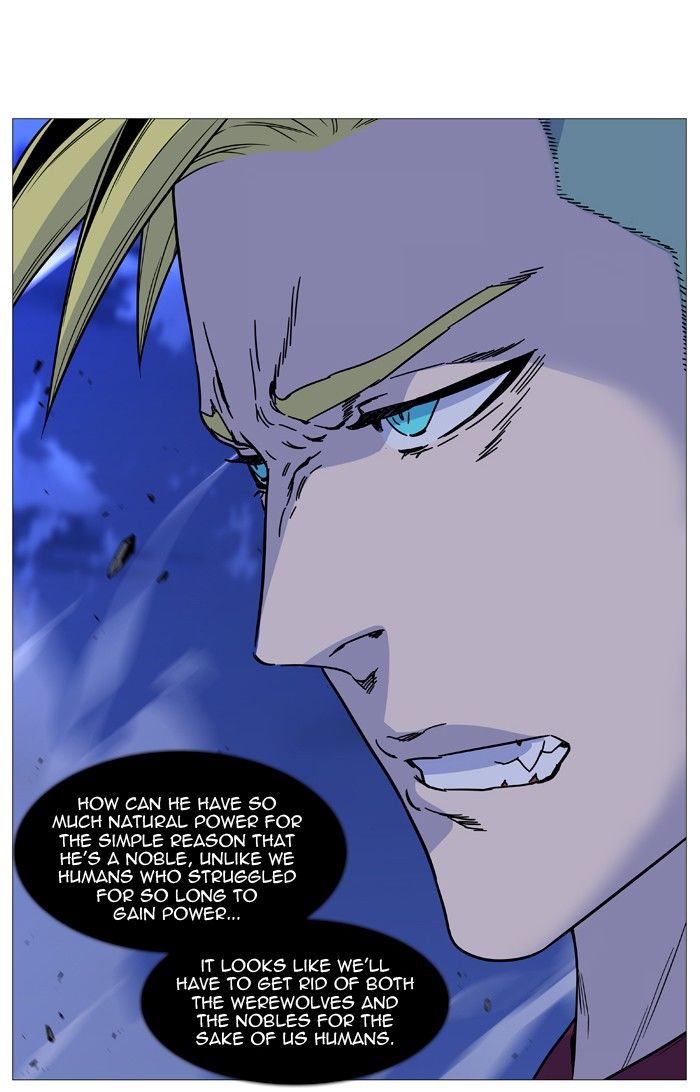 HOW CAN HE HAVE SO
MUCH NATURAL POWER FOR
THE SIMPLE REASON THAT
HE'S A NOBLE, UNLIKE WE
HUMANS WHO STRUGGLED
FOR SO LONG TO
GAIN POWER...
IT LOOKS LIKE WE'LL
HAVE TO GET RID OF BOTH
THE WEREWOLVES AND
THE NOBLES FOR THE
SAKE OF US HUMANS.